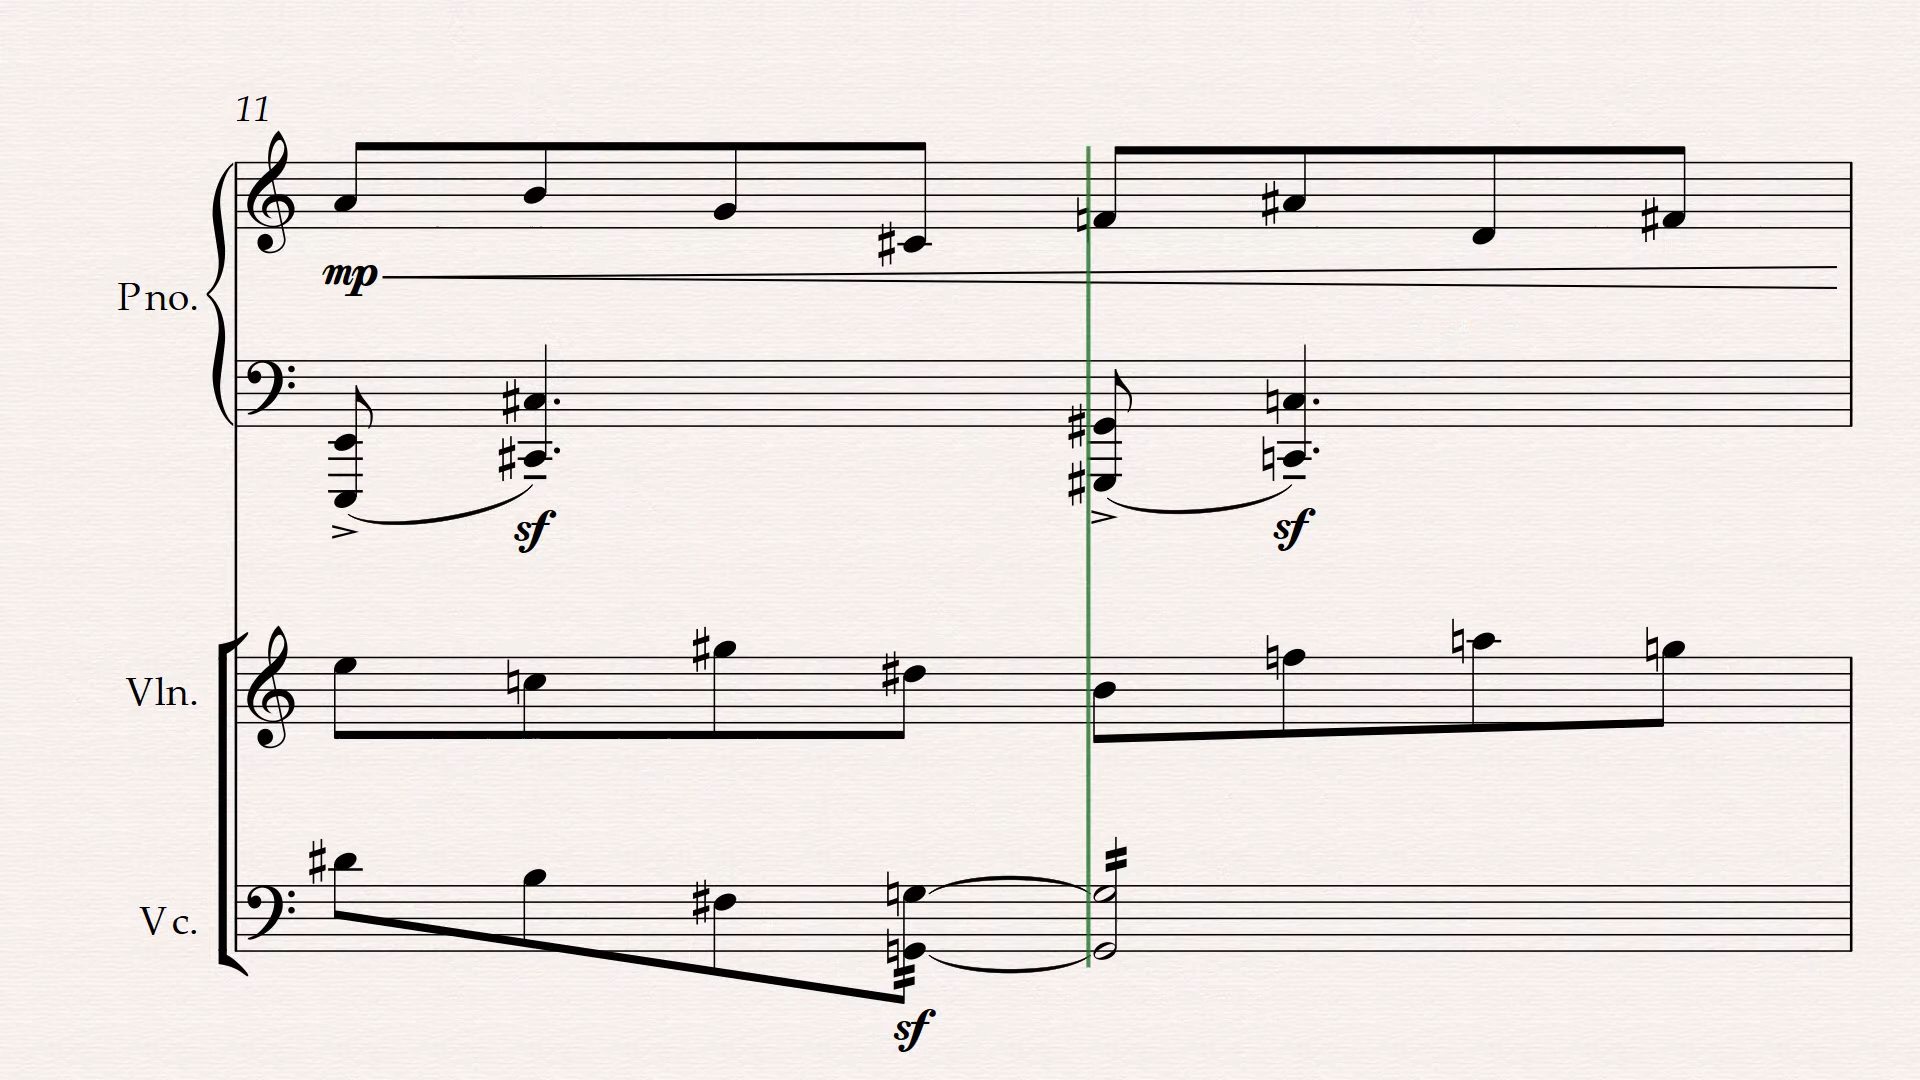 11
mp
Pno.
sf sf
Vln.
Vc.
sf